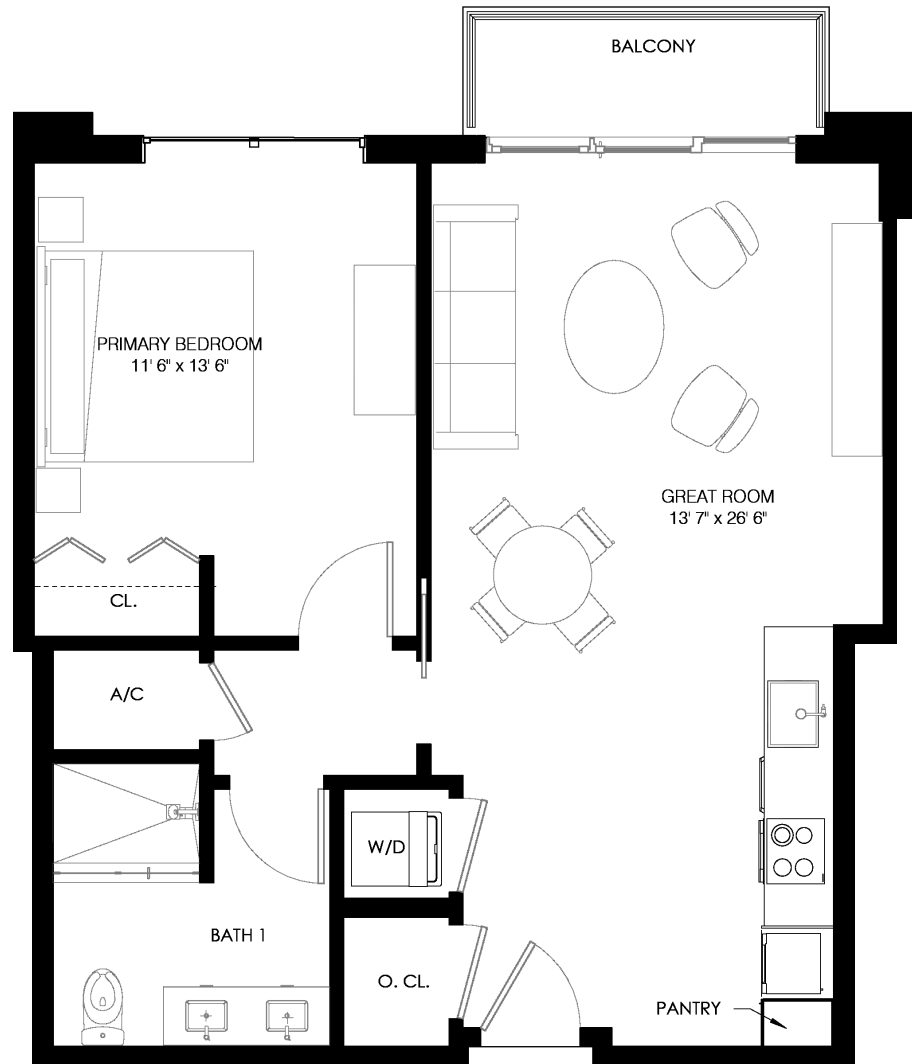 BALCONY
PRIMARY BEDROOM
11' 6" x 13' 6"
GREAT ROOM
13' 7" x 26' 6"
CL.
A/C
W/D
BATH 1
O. CL.
PANTRY